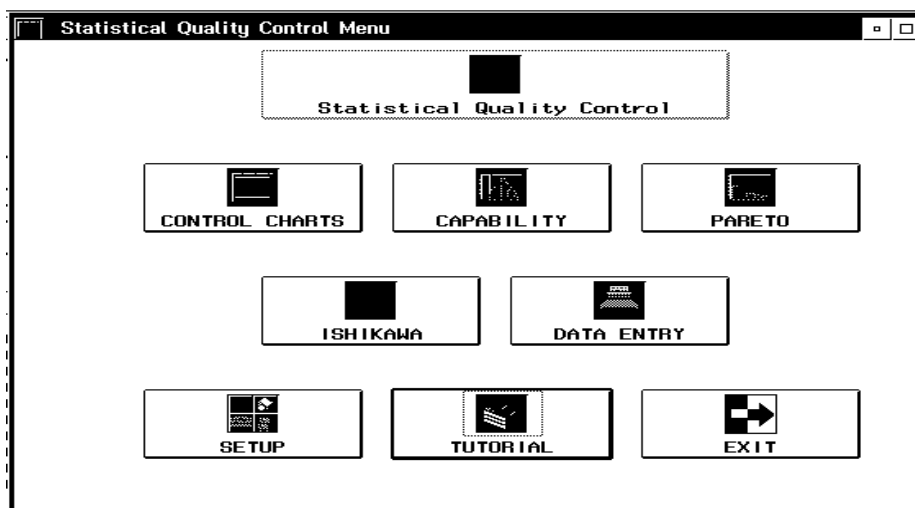 Statistical Quality Control Menu
Statistical Quality Control
CONTROL CHARTS
CAPABILITY
PARETO
ISHIKAWA
DATA ENTRY
SETUP
TUTORIAL
EXIT